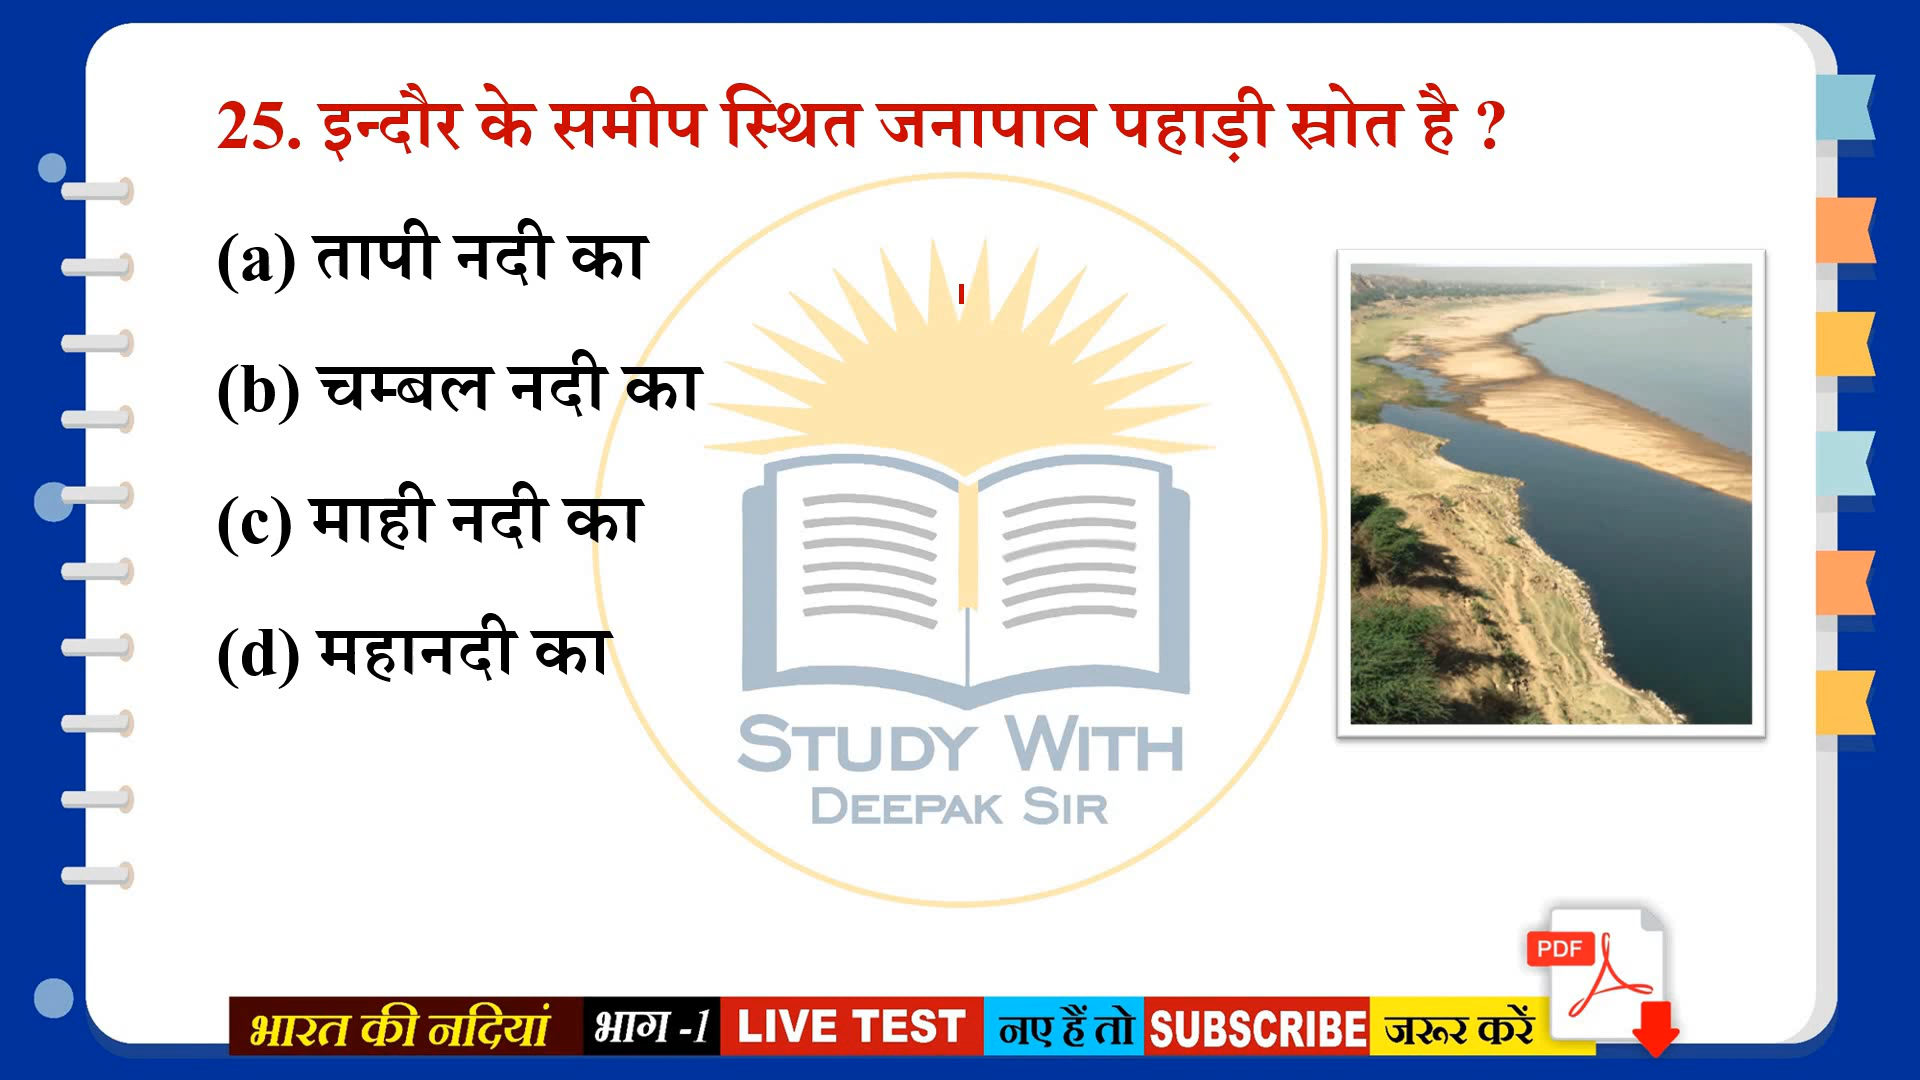 25. इन्दौर के समीप स्थित जनापाव पहाड़ी स्रोत है ?
(a) तापी नदी का
(b) चम्बल नदी का
(c) माही नदी का
(d) महानदी का
STUDY WITH
DEEPAK SIR
PDF
भारत की नदियां भाग -1 LIVE TEST नए हैं तो SUBSCRIBE जरूर करें